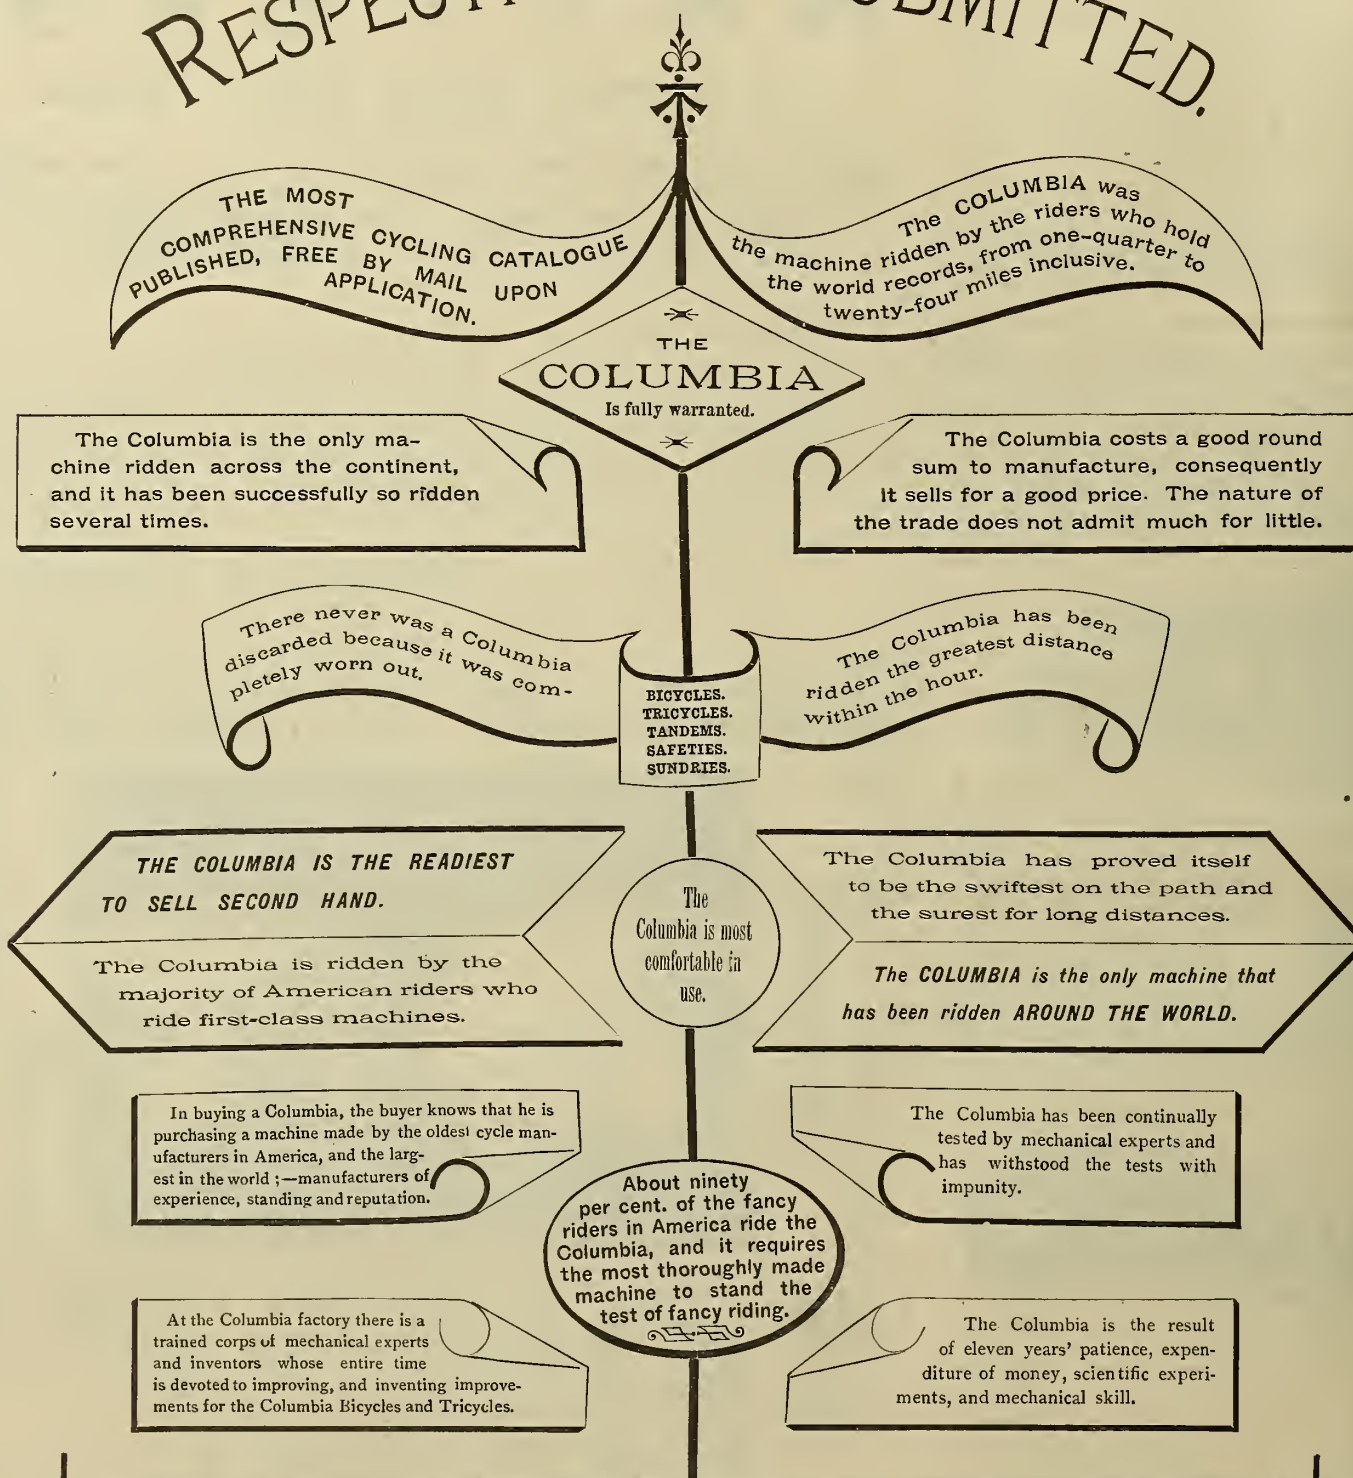 RESPECT
BMITTED.
THE MOST
COMPREHENSIVE CYCLING CATALOGUE
PUBLISHED, FREE BY MAIL UPON
APPLICATION.
The COLUMBIA was
the machine ridden by the riders who hold
the world records, from one-quarter to
twenty-four miles inclusive.
THE
COLUMBIA
Is fully warranted.
The Columbia is the only ma-
chine ridden across the continent,
and it has been successfully so ridden
several times.
The Columbia costs a good round
sum to manufacture, consequently
it sells for a good price. The nature of
the trade does not admit much for little.
There never was a Columbia
discarded because it was com-
pletely worn out.
The Columbia has been
ridden the greatest distance
within the hour.
BICYCLES.
TRICYCLES.
TANDEMS.
SAFETIES.
SUNDRIES.
THE COLUMBIA IS THE READIEST
TO SELL SECOND HAND.
The Columbia is ridden by the
majority of American riders who
ride first-class machines.
The
Columbia is most
comfortable in
use.
The Columbia has proved itself
to be the swiftest on the path and
the surest for long distances.
The COLUMBIA is the only machine that
has been ridden AROUND THE WORLD.
In buying a Columbia, the buyer knows that he is
purchasing a machine made by the oldest cycle man-
ufacturers in America, and the larg-
est in the world ;—manufacturers of
experience, standing and reputation.
The Columbia has been continually
tested by mechanical experts and
has withstood the tests with
impunity.
About ninety
per cent. of the fancy
riders in America ride the
Columbia, and it requires
the most thoroughly made
machine to stand the
test of fancy riding.
At the Columbia factory there is a
trained corps of mechanical experts
and inventors whose entire time
is devoted to improving, and inventing improve-
ments for the Columbia Bicycles and Tricycles.
The Columbia is the result
of eleven years' patience, expen-
diture of money, scientific experi-
ments, and mechanical skill.